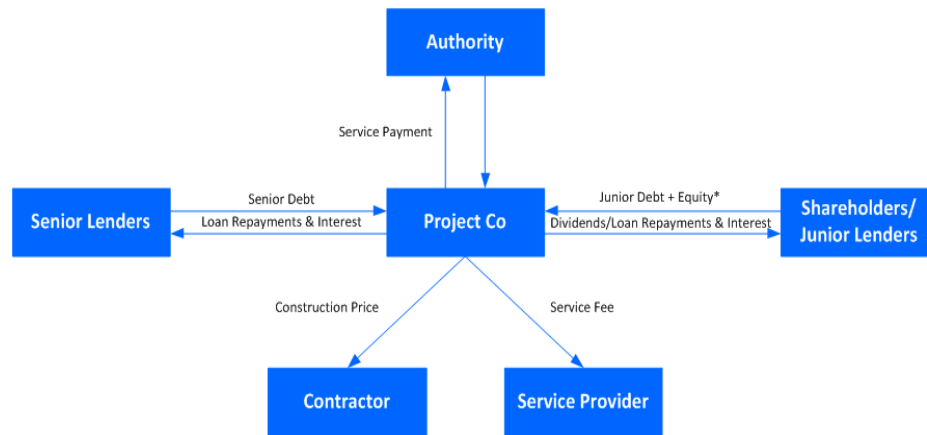 Authority
Service Payment
Senior Debt
Junior Debt + Equity*
Senior Lenders
Loan Repayments & Interest
Project Co
Dividends/Loan Repayments & Interest
Shareholders/
Junior Lenders
Construction Price
Service Fee
Contractor
Service Provider